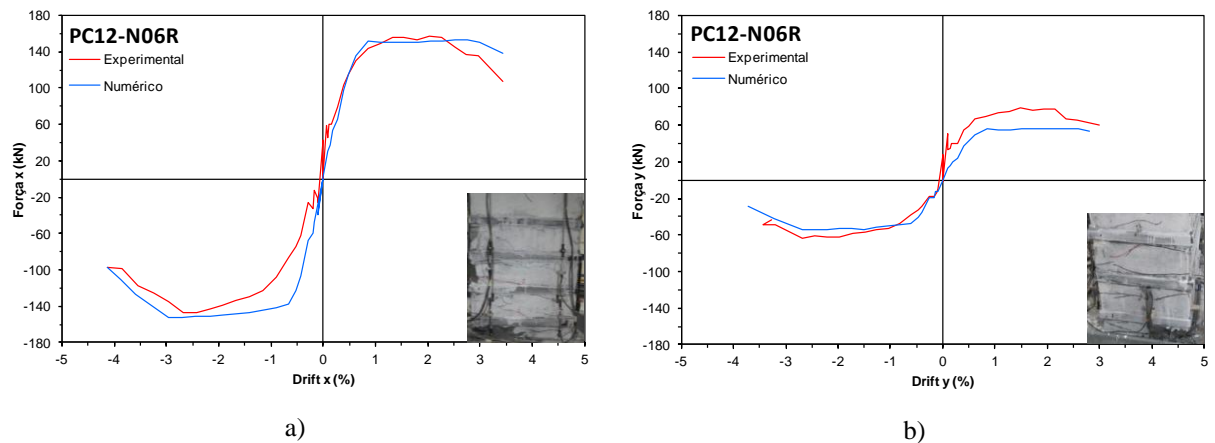 PC12-N06R
Experimental
Numérico
Força x (kN)
180
140
100
60
20
-20
-60
-100
-140
-180
-5 -4 -3 -2 -1 0 1 2 3 4 5
Drift x (%)
a)
PC12-N06R
Experimental
Numérico
Força y (kN)
180
140
100
60
20
-20
-60
-100
-140
-180
-5 -4 -3 -2 -1 0 1 2 3 4 5
Drift y (%)
b)